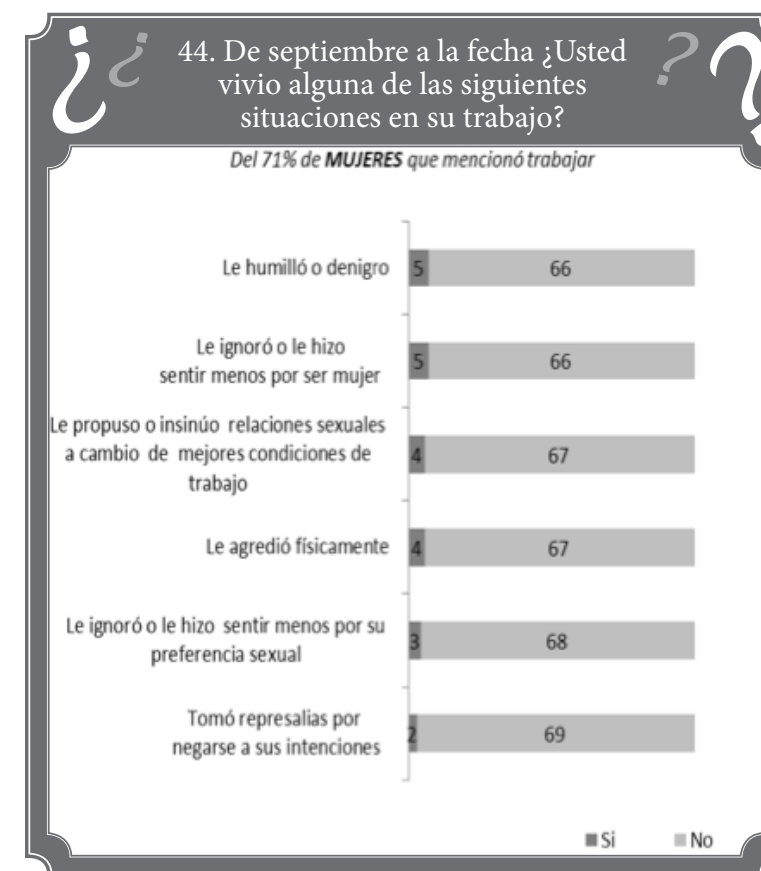 ¿ ¿
44. De septiembre a la fecha ¿Usted
vivio alguna de las siguientes
situaciones en su trabajo?
? ?
Del 71% de MUJERES que mencionó trabajar
Le humilló o denigro 5 66
Le ignoró o le hizo
sentir menos por ser mujer 5 66
Le propuso o insinúo relaciones sexuales
a cambio de mejores condiciones de
trabajo 4 67
Le agredió físicamente 4 67
Le ignoró o le hizo sentir menos por su
preferencia sexual 3 68
Tomó represalias por
negarse a sus intenciones 2 69
Si No